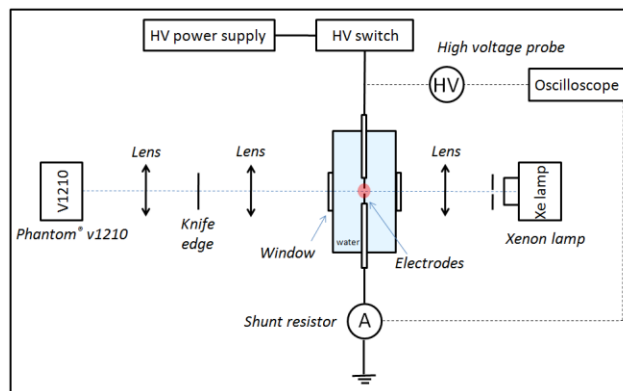 HV power supply
HV switch
High voltage probe
HV
Oscilloscope
Lens
Lens
Lens
V1210
Xe lamp
Phantom® v1210
Knife
edge
Window
water
Electrodes
Xenon lamp
Shunt resistor
A